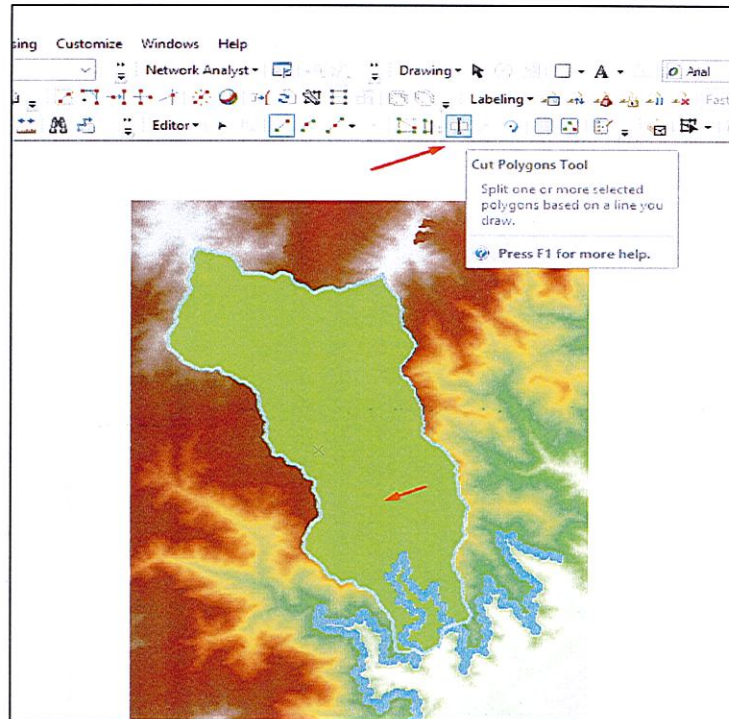 sing Customize Windows Help
Network Analyst Drawing A Anal
Labeling Fast
Editor
Cut Polygons Tool
Split one or more selected
polygons based on a line you
draw.
Press F1 for more help.